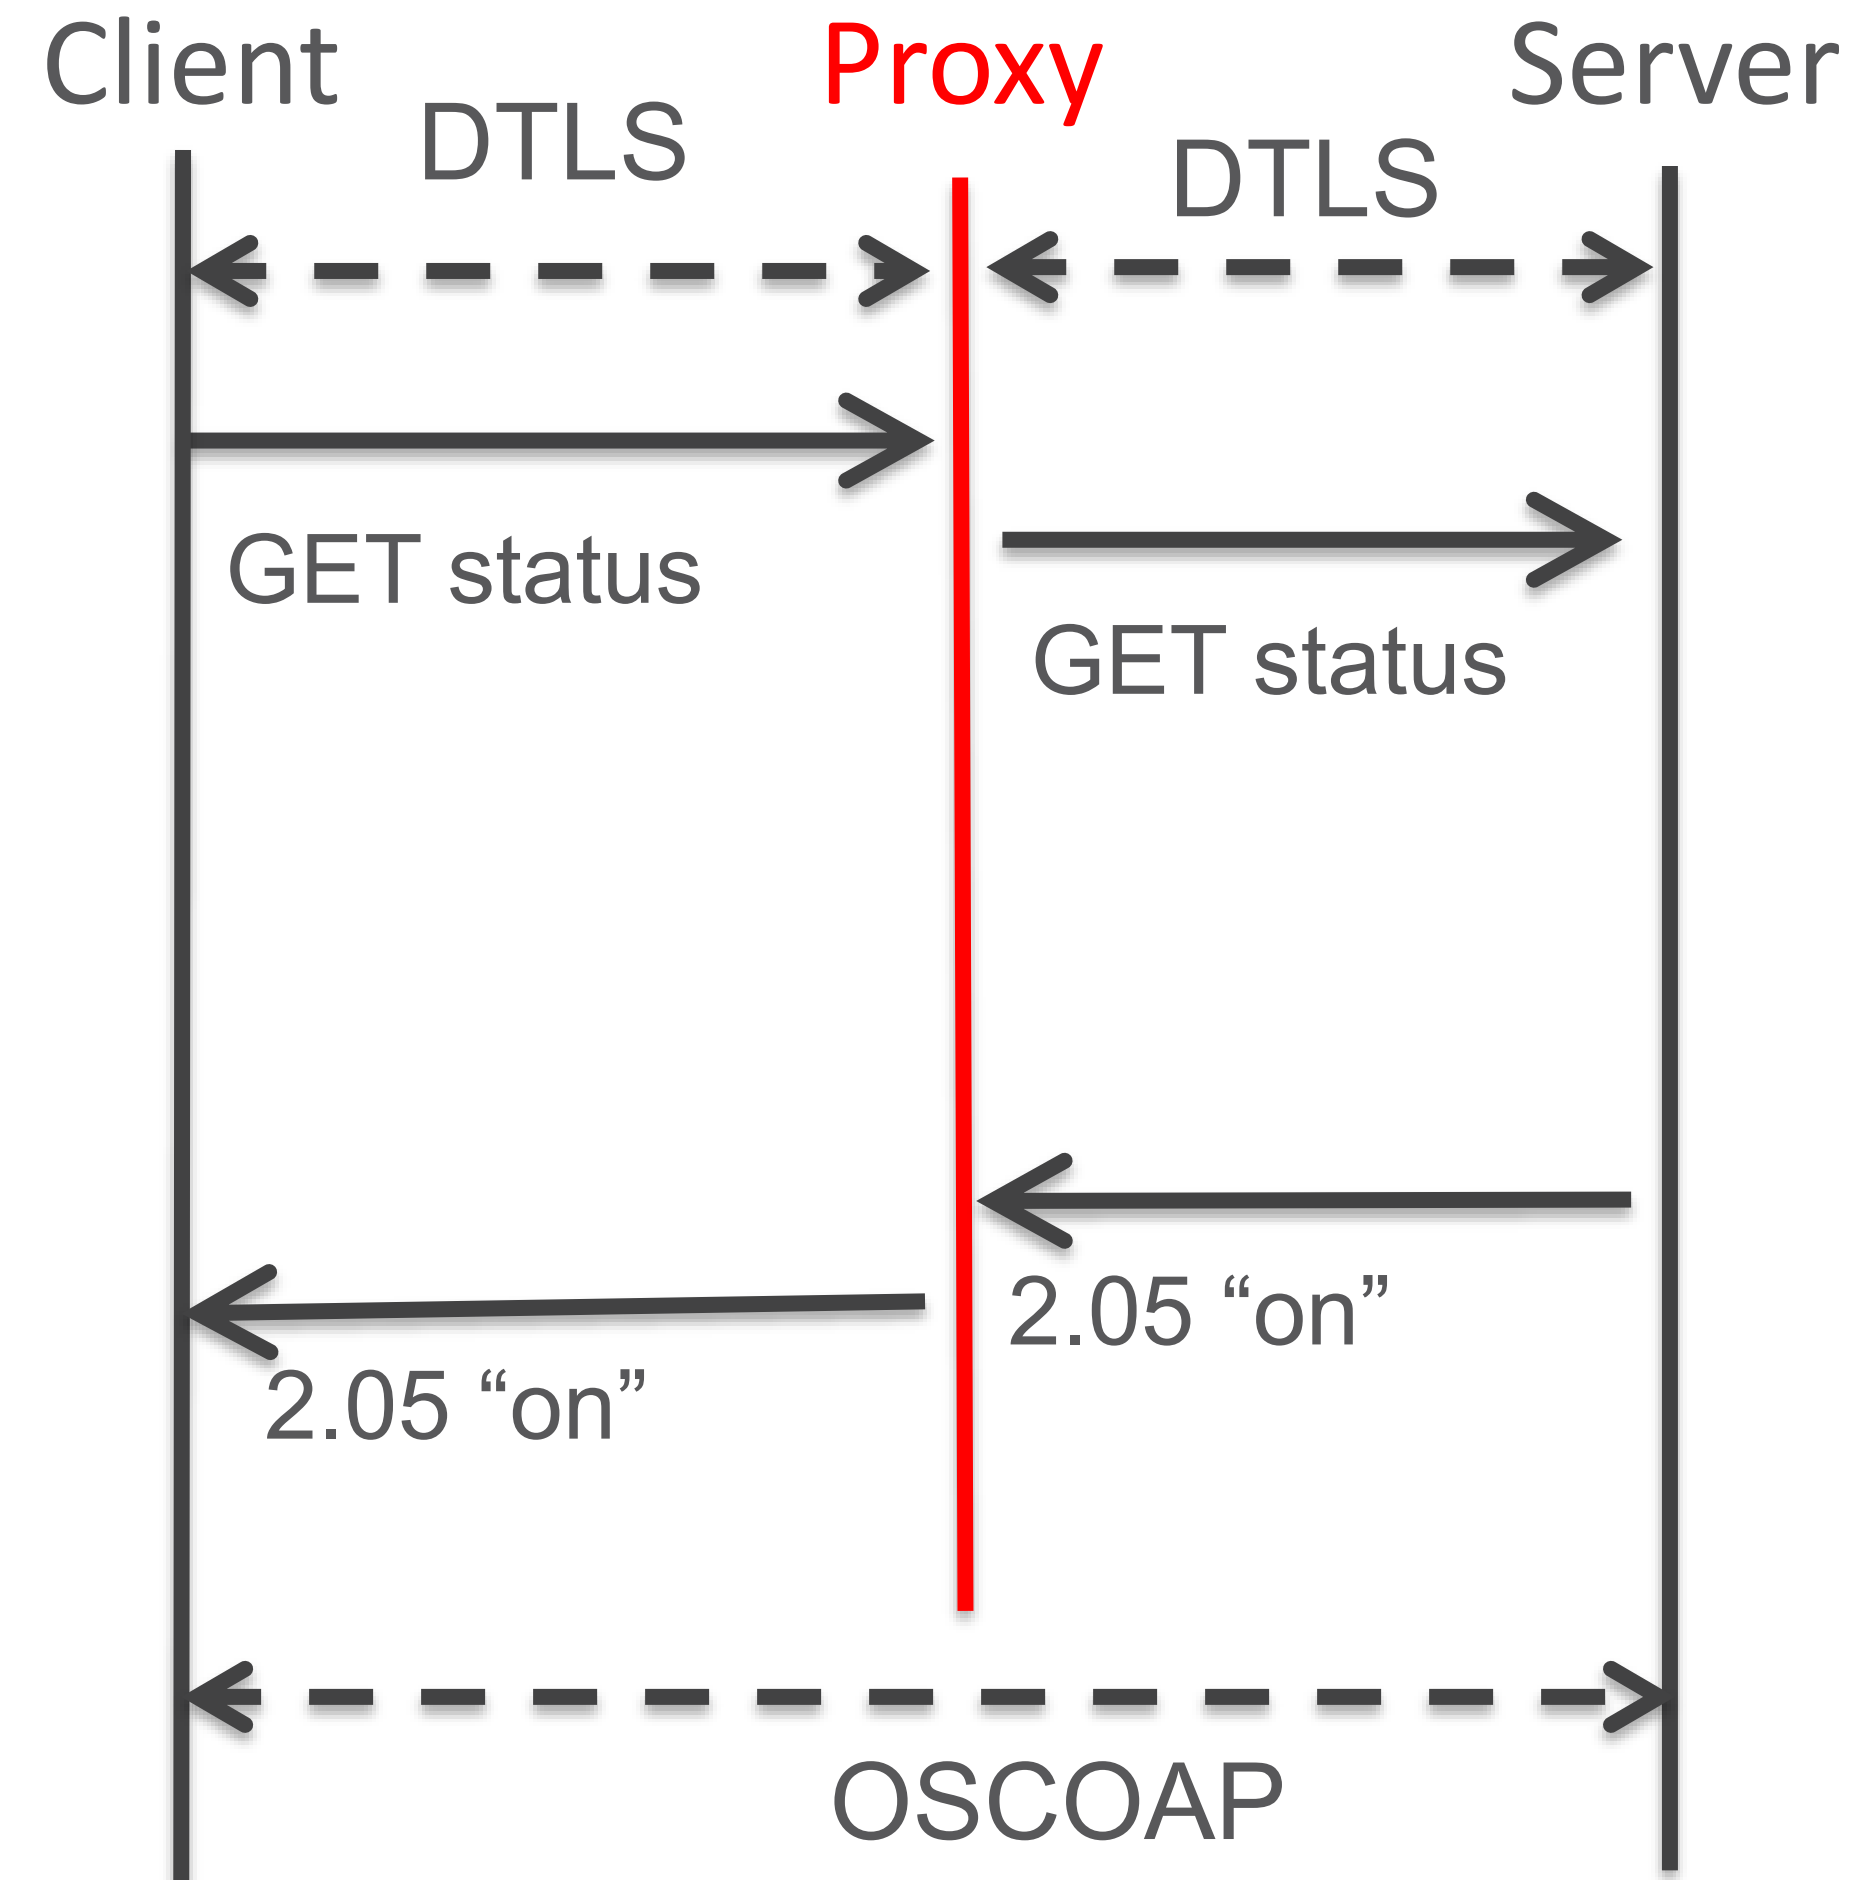 Client
Proxy
Server
DTLS
DTLS
GET status
GET status
2.05 “on”
2.05 “on”
OSCOAP